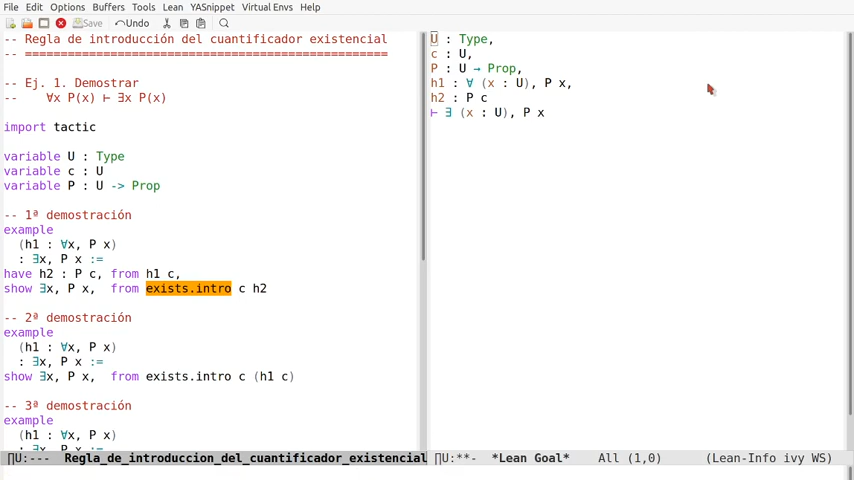 File Edit Options Buffers Tools Lean YASnippet Virtual Envs Help
Save Undo
-- Regla de introducción del cuantificador existencial
-- ===================================================
-- Ej. 1. Demostrar
--    ∀x P(x) ⊢ ∃x P(x)
import tactic
variable U : Type
variable c : U
variable P : U -> Prop
-- 1ª demostración
example
  (h1 : ∀x, P x)
  : ∃x, P x :=
have h2 : P c, from h1 c,
show ∃x, P x,  from exists.intro c h2
-- 2ª demostración
example
  (h1 : ∀x, P x)
  : ∃x, P x :=
show ∃x, P x,  from exists.intro c (h1 c)
-- 3ª demostración
example
  (h1 : ∀x, P x)
  : ∃x, P x :=
U:---  Regla_de_introduccion_del_cuantificador_existencial
U : Type,
c : U,
P : U → Prop,
h1 : ∀ (x : U), P x,
h2 : P c
⊢ ∃ (x : U), P x
U:**-  *Lean Goal*    All (1,0)    (Lean-Info ivy WS)